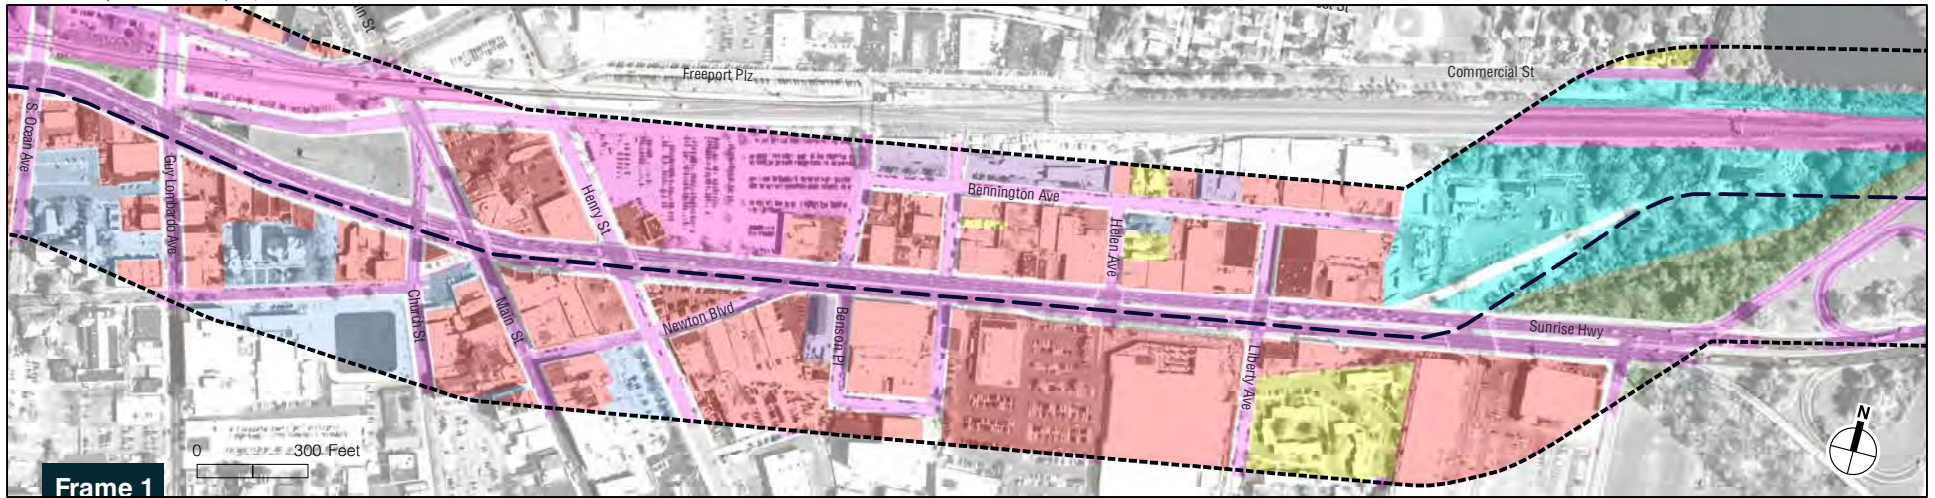 Freeport Plz
Commercial St
S. Ocean Ave
Guy Lombardo Ave
Henry St
Bennington Ave
Helen Ave
Church St
Main St
Newton Blvd
Benson Pl
Liberty Ave
Sunrise Hwy
N
0 300 Feet
Frame 1